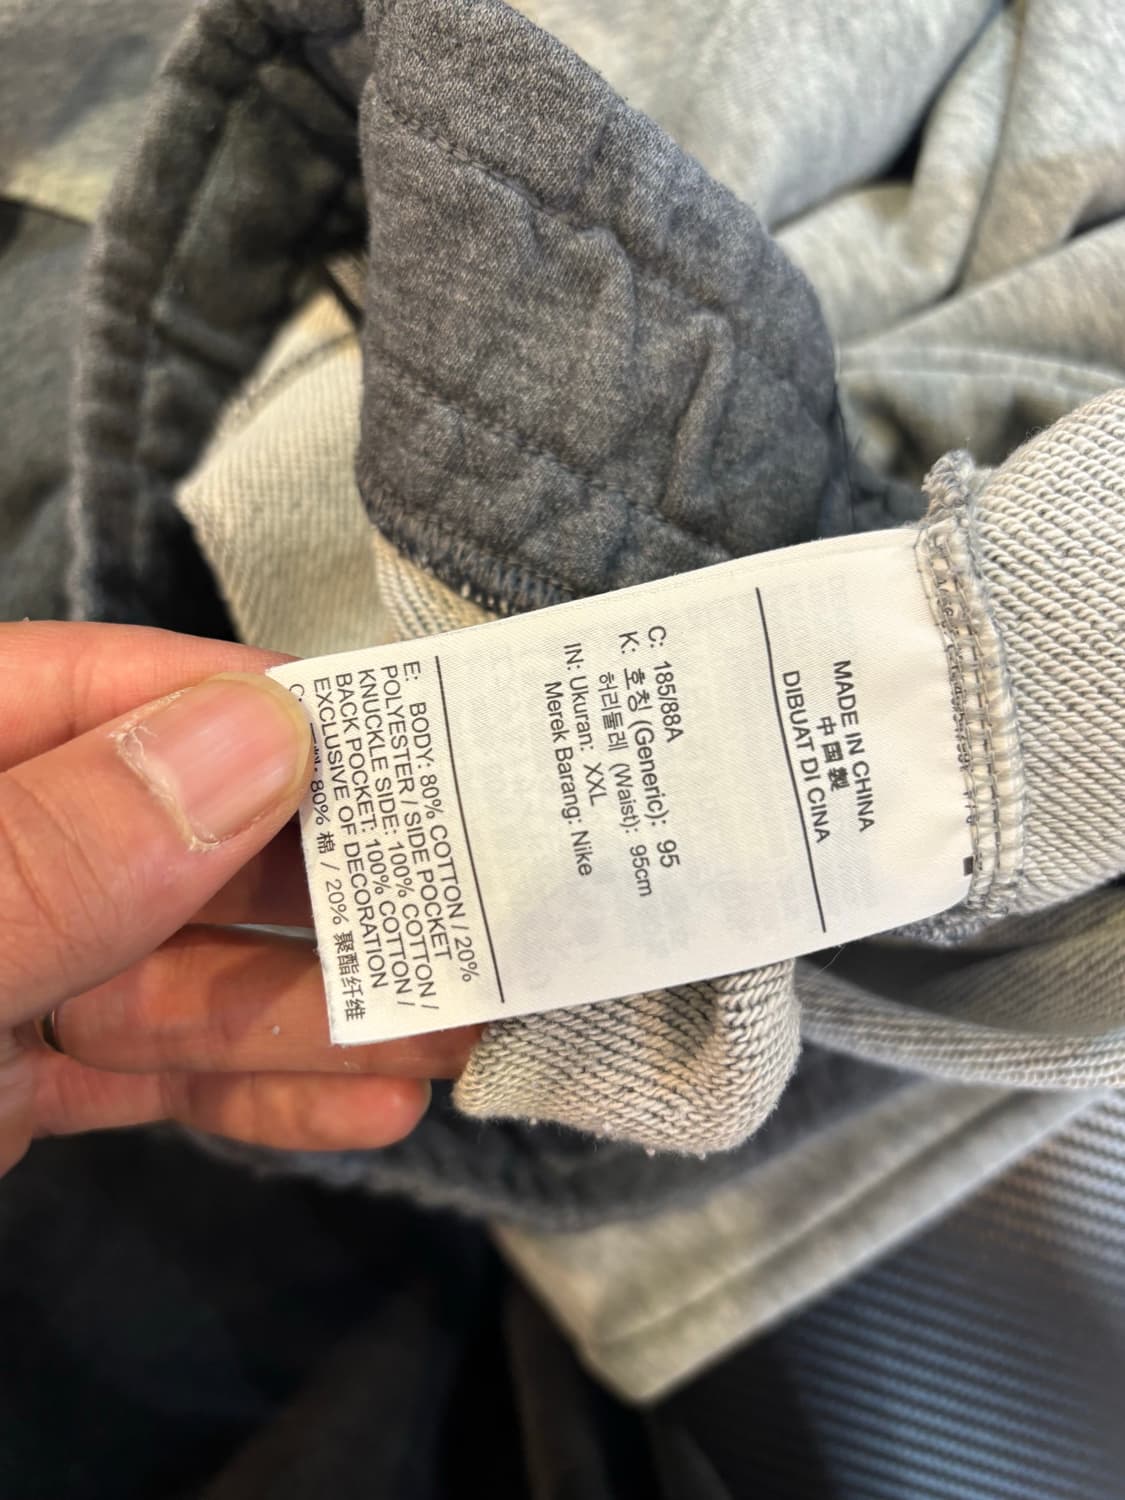 MADE IN CHINA
中国製
DIBUAT DI CINA
C: 185/88A
K: 호칭 (Generic): 95
허리둘레 (Waist): 95cm
IN: Ukuran: XXL
Merek Barang: Nike
E: BODY: 80% COTTON / 20%
POLYESTER / SIDE POCKET
KNUCKLE SIDE: 100% COTTON /
BACK POCKET: 100% COTTON /
EXCLUSIVE OF DECORATION
80% 棉 / 20% 聚酯纤维